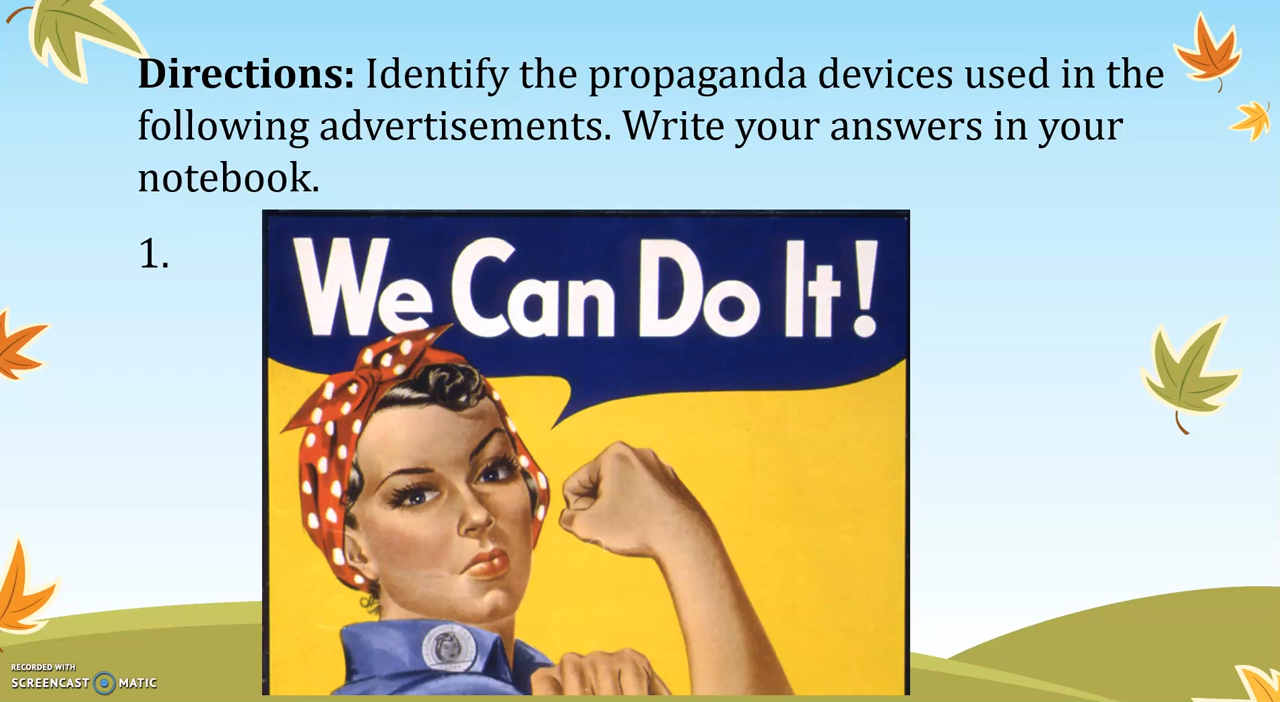 Directions: Identify the propaganda devices used in the
following advertisements. Write your answers in your
notebook.
1.
We Can Do It!
RECORDED WITH
SCREENCAST MATIC